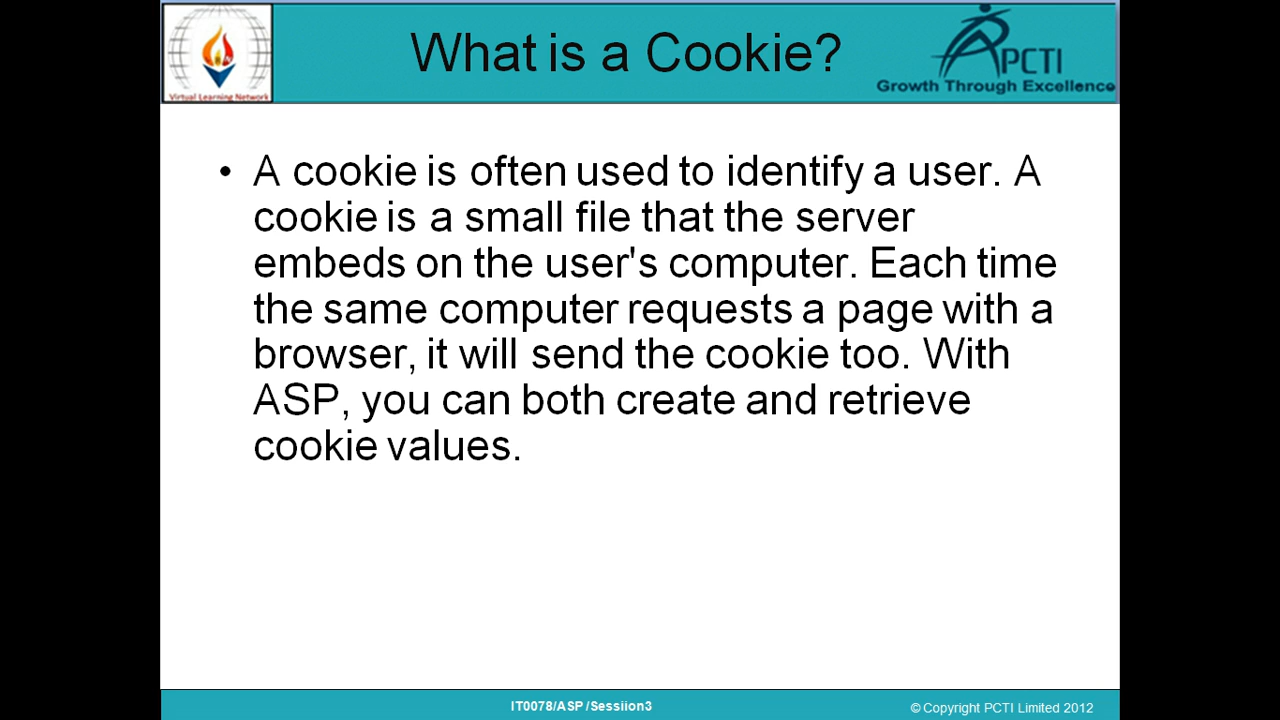 What is a Cookie?
Virtual Learning Network
PCTI
Growth Through Excellence
• A cookie is often used to identify a user. A
cookie is a small file that the server
embeds on the user's computer. Each time
the same computer requests a page with a
browser, it will send the cookie too. With
ASP, you can both create and retrieve
cookie values.
IT0078/ASP/Sessiion3
© Copyright PCTI Limited 2012